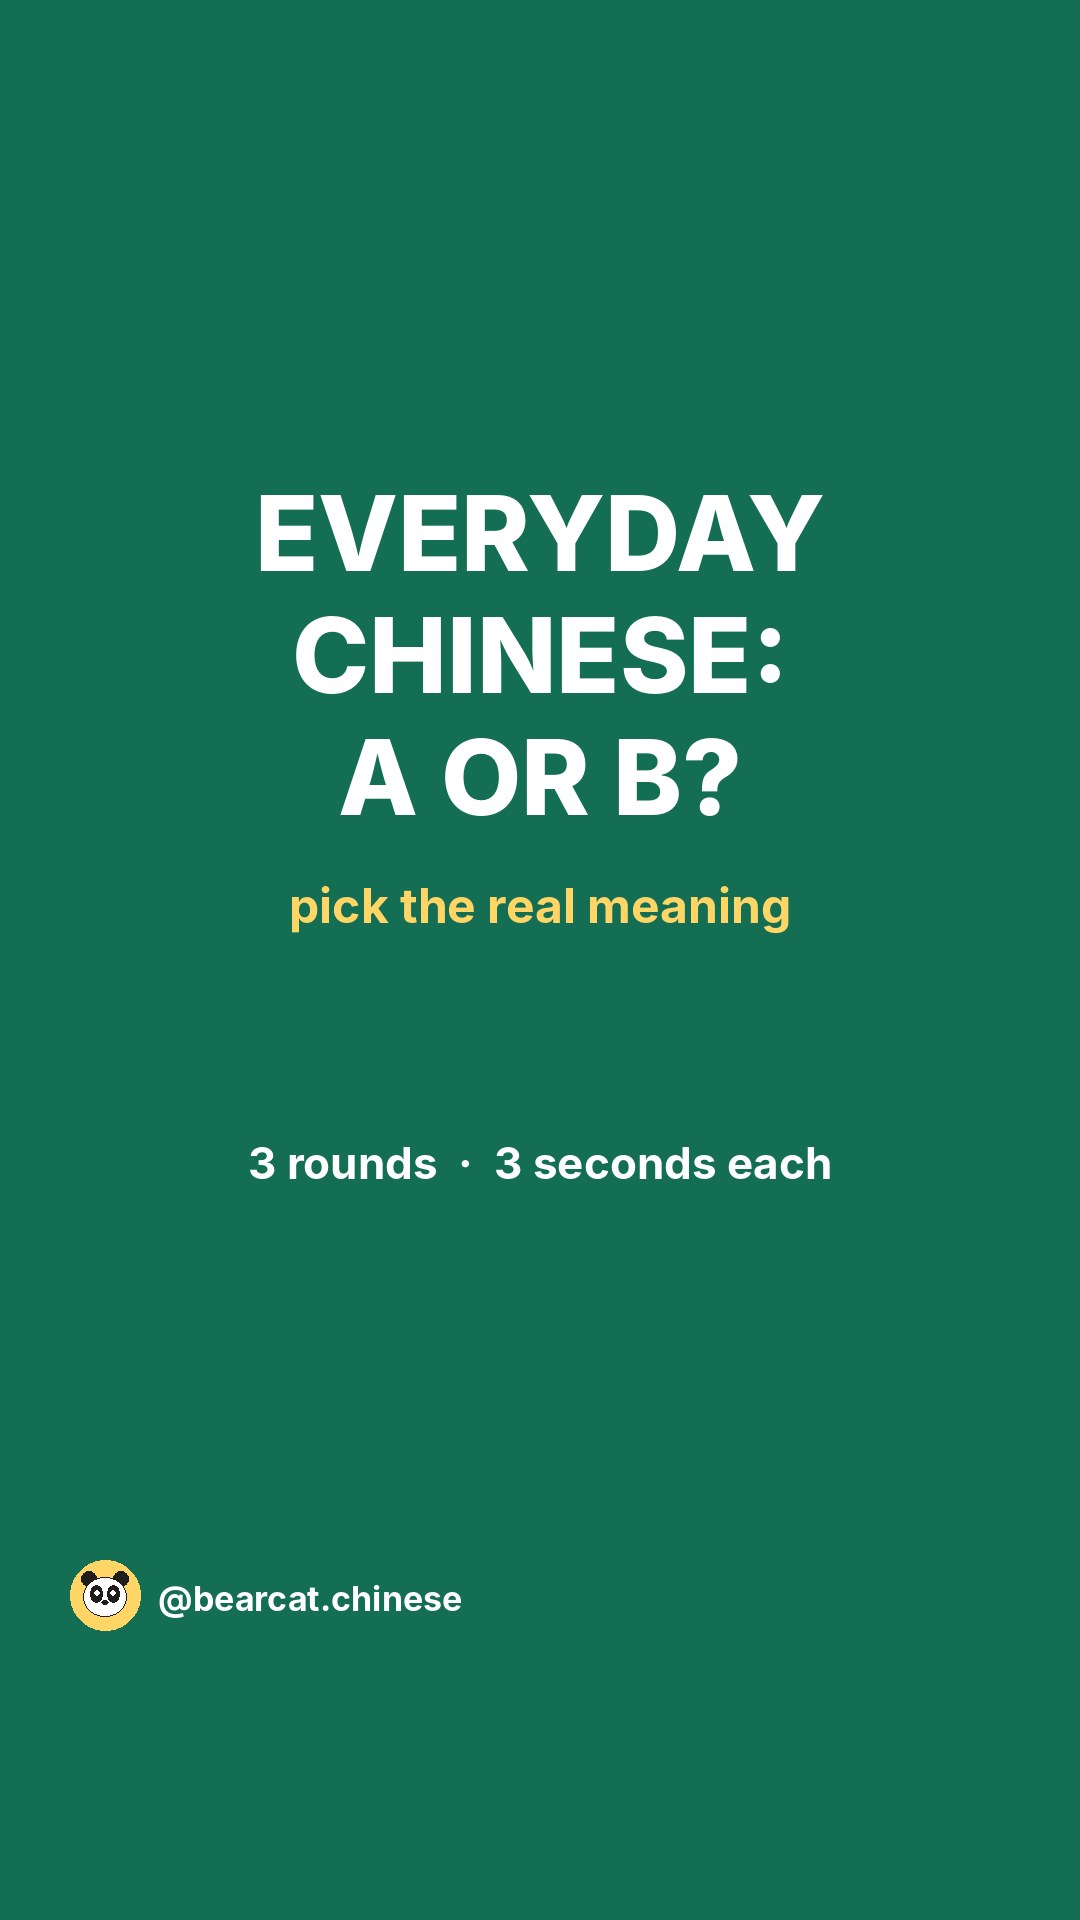 EVERYDAY
CHINESE:
A OR B?
pick the real meaning
3 rounds · 3 seconds each
@bearcat.chinese